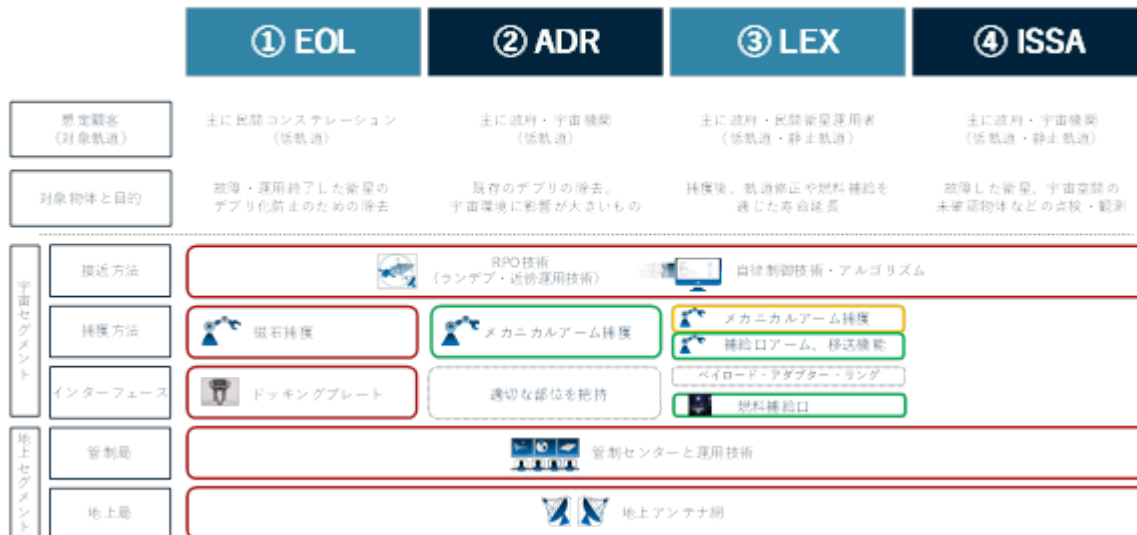 ① EOL
② ADR
③ LEX
④ ISSA
想定顧客
(対象軌道)
主に民間コンステレーション
(低軌道)
主に政府・宇宙機関
(低軌道)
主に政府・民間衛星運用者
(低軌道・静止軌道)
主に政府・宇宙機関
(低軌道・静止軌道)
対象物体と目的
故障・運用終了した衛星の
デブリ化防止のための除去
既存のデブリの除去、
宇宙環境に影響が大きいもの
捕獲後、軌道修正や燃料補給を
通じた寿命延長
故障した衛星、宇宙空間の
未確認物体などの点検・観測
宇宙セグメント
接近方法
RPO技術
(ランデブ・近傍運用技術)
自律制御技術・アルゴリズム
捕獲方法
磁石捕獲
メカニカルアーム捕獲
メカニカルアーム捕獲
補給口アーム、移送機能
インターフェース
ドッキングプレート
適切な部位を把持
ペイロード・アダプター・リング
燃料補給口
地上セグメント
管制局
管制センターと運用技術
地上局
地上アンテナ網